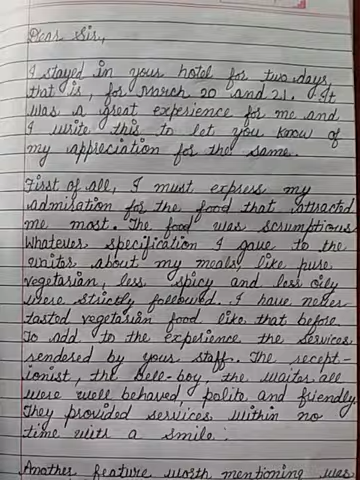 Dear Sir,
I stayed in your hotel for two days,
that is, for March 20 and 21. It
was a great experience for me and
I write this to let you know of
my appreciation for the same.
First of all, I must express my
admiration for the food that attracted
me most. The food was scrumptious.
Whatever specification I gave to the
waiter about my meals, like pure
vegetarian, less spicy and less oily
were strictly followed. I have never
tasted vegetarian food like that before.
To add to the experience the services
rendered by your staff. The recept-
ionist, the bell-boy, the waiter all
were well behaved, polite and friendly.
They provided services within no
time with a smile.
Another feature worth mentioning was